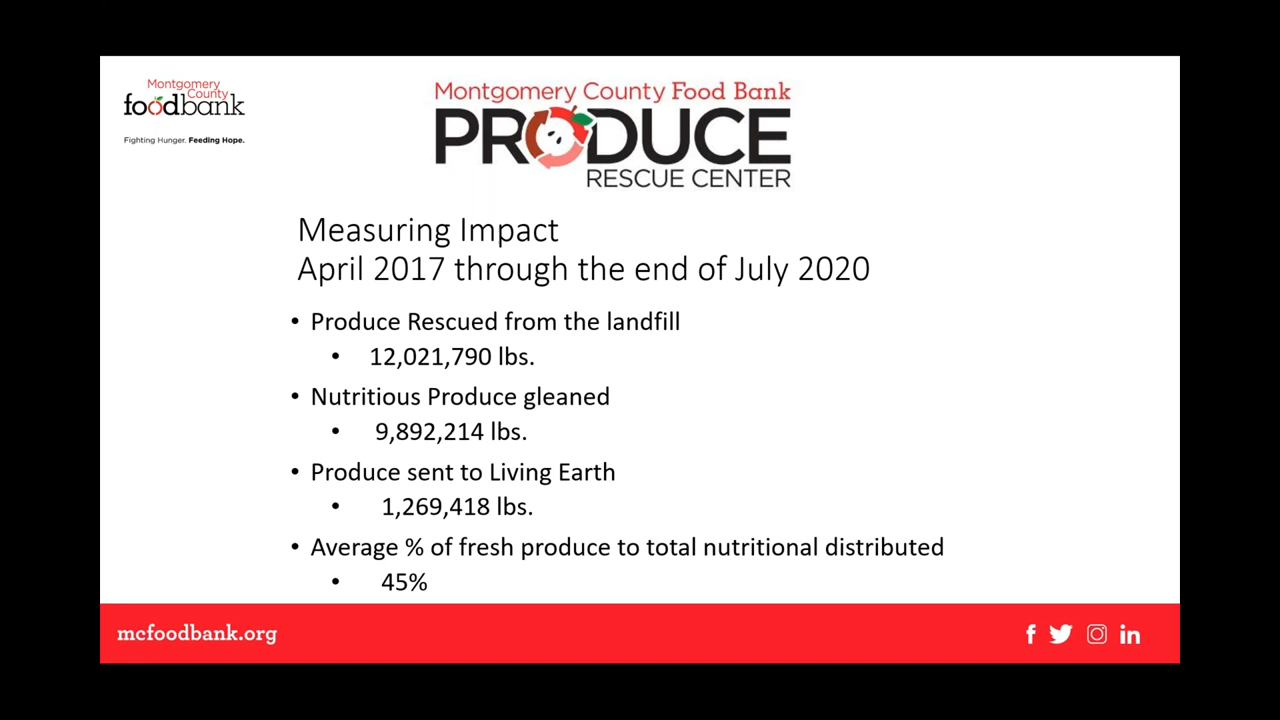 Montgomery
County
foodbank
Fighting Hunger. Feeding Hope.
Montgomery County Food Bank
PRODUCE
RESCUE CENTER
Measuring Impact
April 2017 through the end of July 2020
• Produce Rescued from the landfill
• 12,021,790 lbs.
• Nutritious Produce gleaned
• 9,892,214 lbs.
• Produce sent to Living Earth
• 1,269,418 lbs.
• Average % of fresh produce to total nutritional distributed
• 45%
mcfoodbank.org